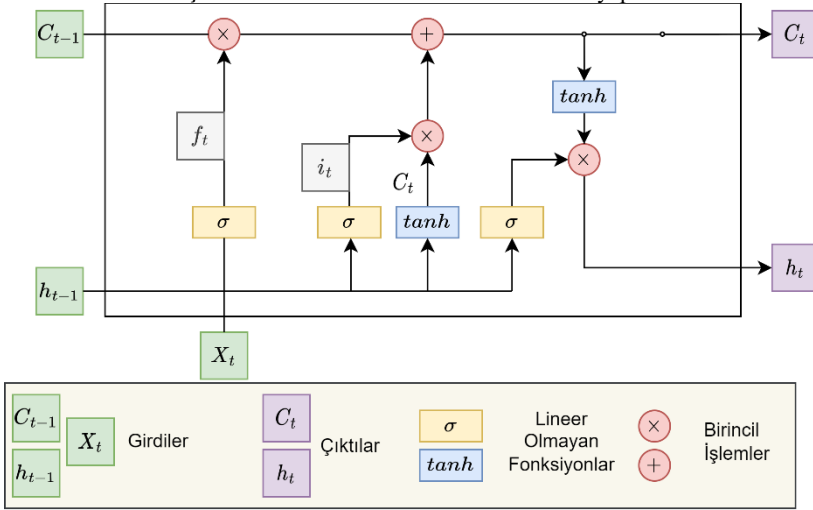 C_{t-1} × + C_t
tanh
f_t × ×
i_t C_t
σ σ tanh σ
h_{t-1} h_t
X_t
C_{t-1} C_t σ Lineer × Birincil
X_t Girdiler Çıktılar Olmayan İşlemler
h_{t-1} h_t tanh Fonksiyonlar +